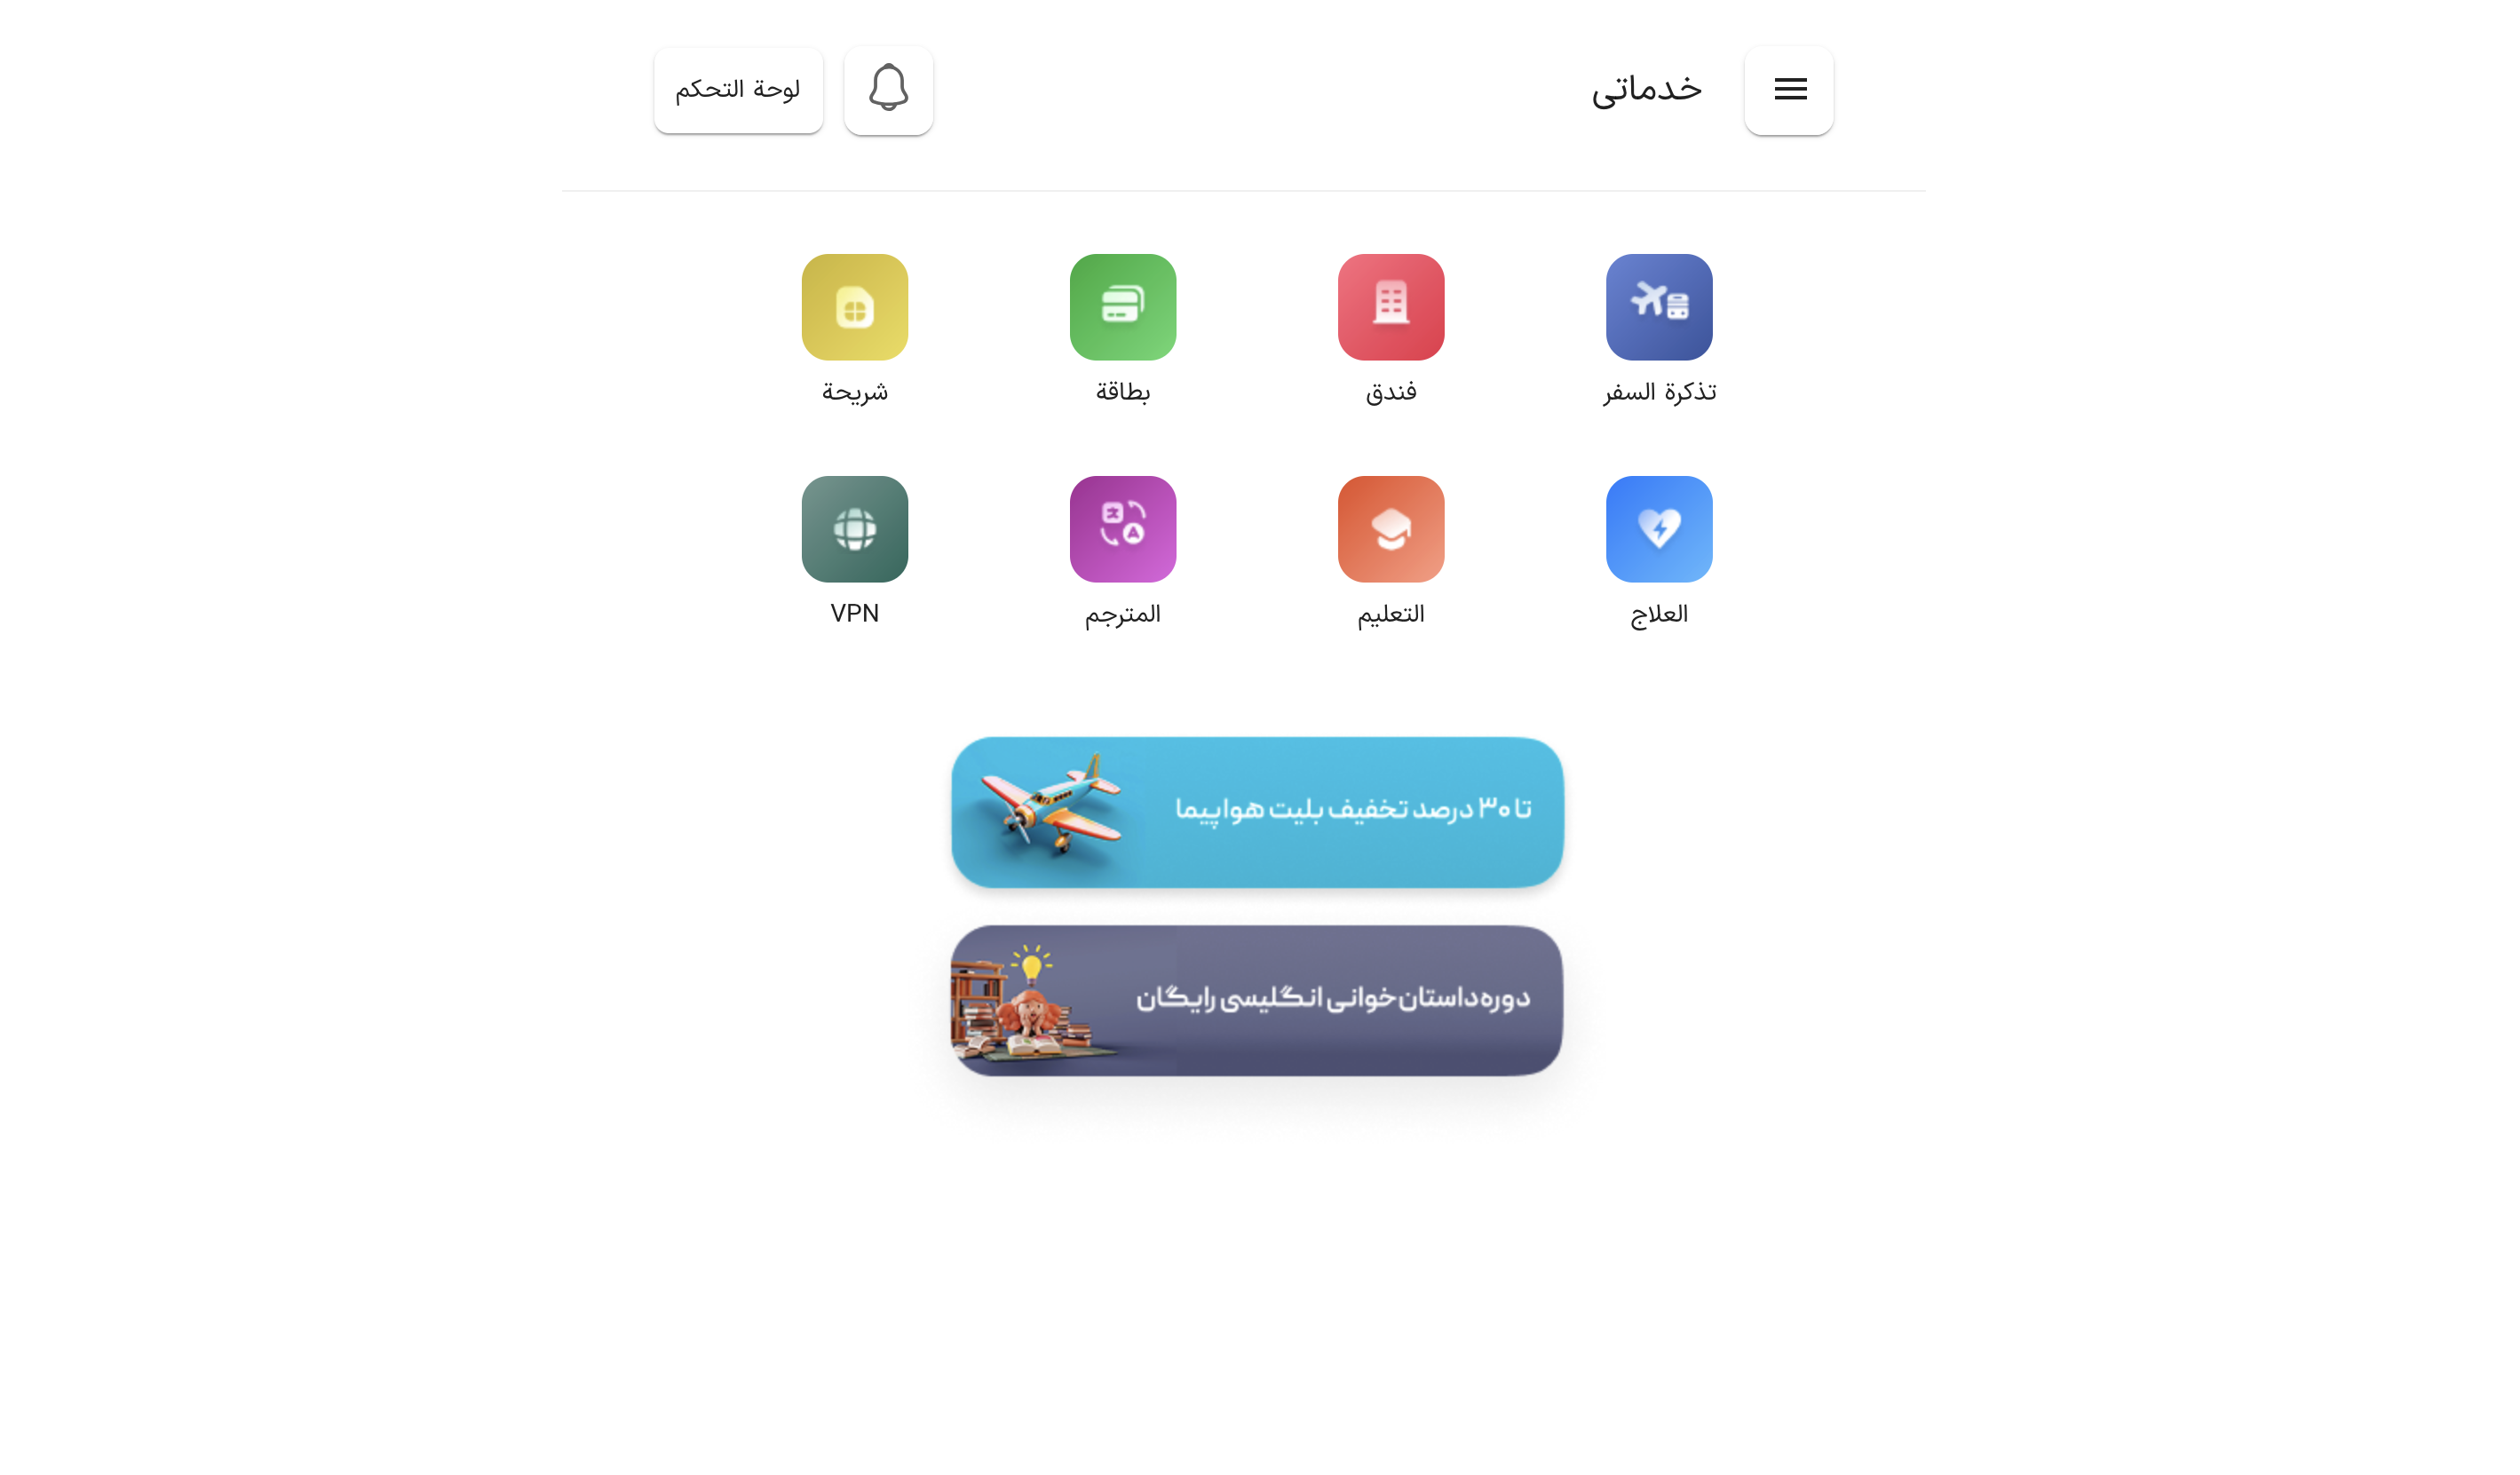 خدماتی
لوحة التحكم
تذكرة السفر
فندق
بطاقة
شريحة
العلاج
التعليم
المترجم
VPN
تا ۳۰ درصد تخفیف بلیت هواپیما
دوره داستان خوانی انگلیسی رایگان